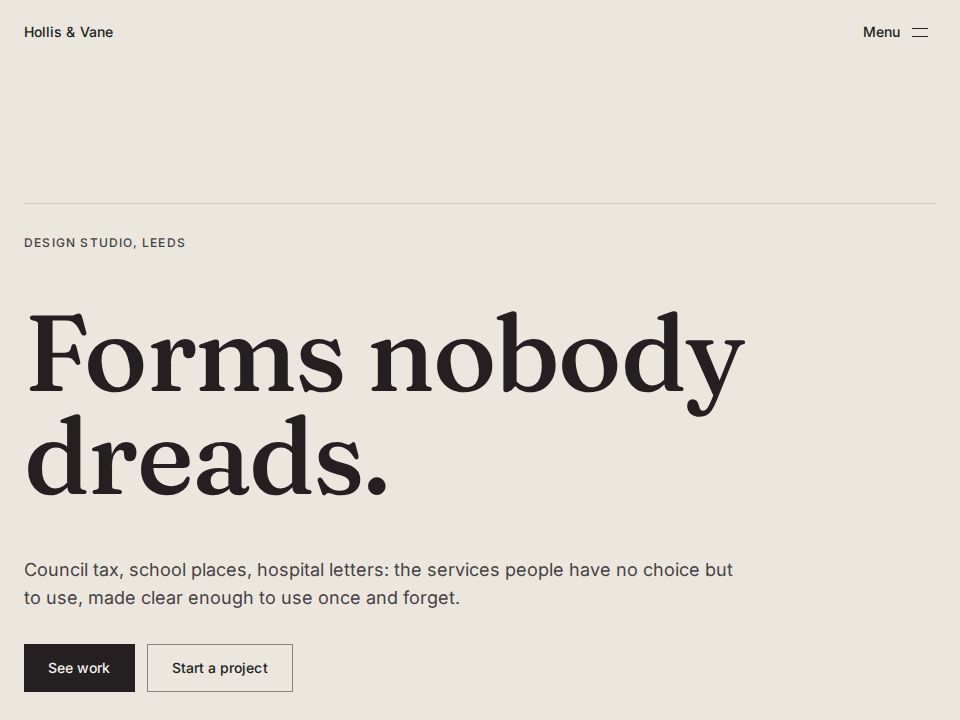 Hollis & Vane
Menu
DESIGN STUDIO, LEEDS
Forms nobody
dreads.
Council tax, school places, hospital letters: the services people have no choice but
to use, made clear enough to use once and forget.
See work
Start a project